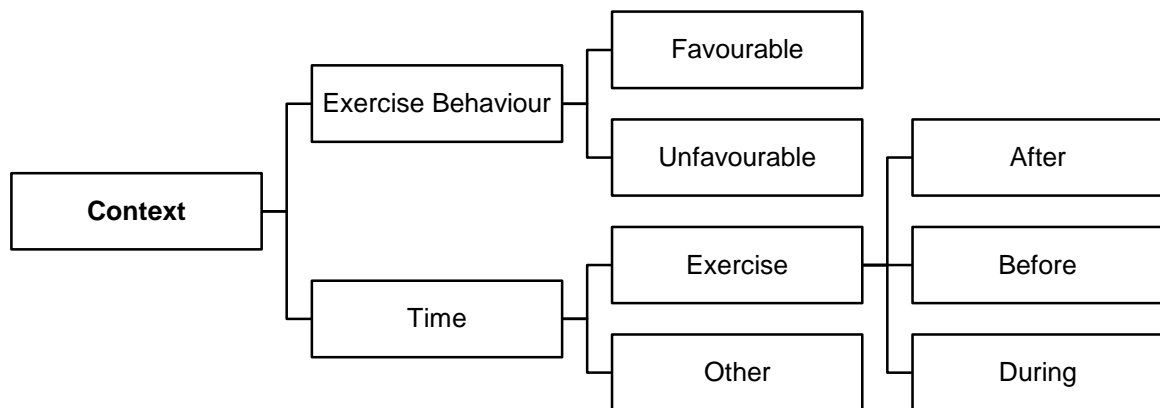 Favourable
Exercise Behaviour
Unfavourable
After
Context
Exercise
Before
Time
Other
During